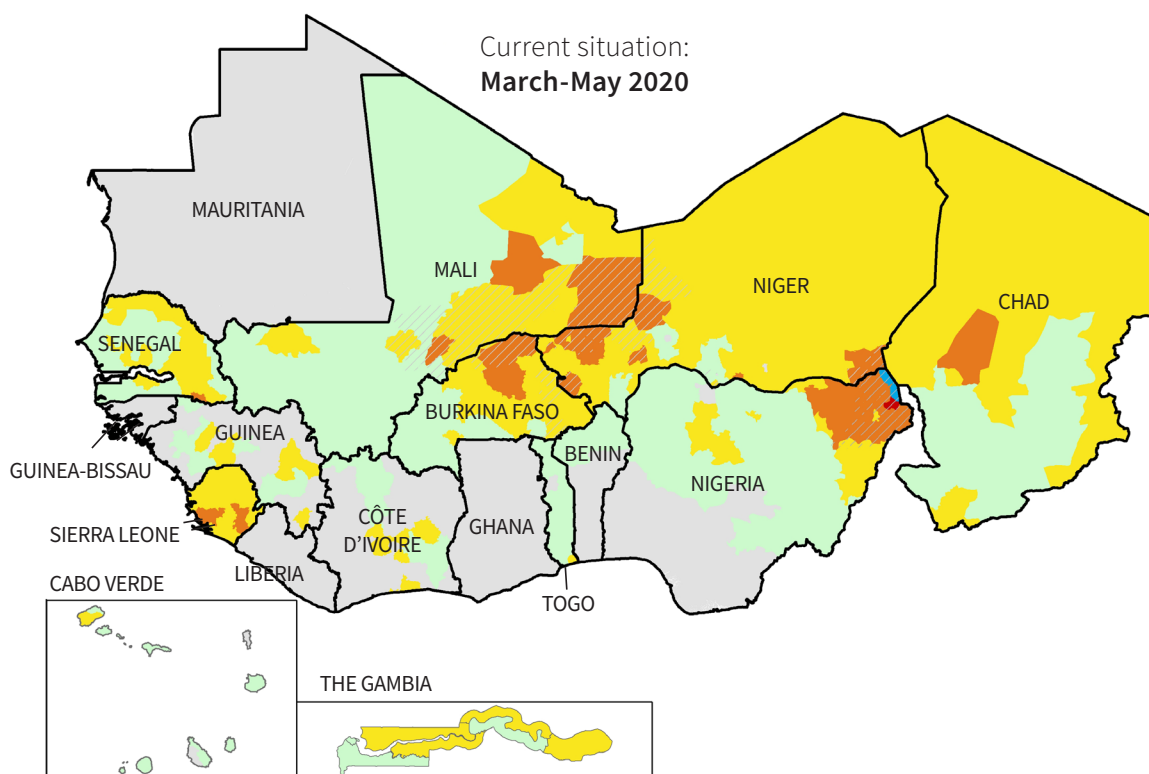 Current situation:
March-May 2020
MAURITANIA
MALI
NIGER
CHAD
SENEGAL
BURKINA FASO
GUINEA
BENIN
GUINEA-BISSAU
NIGERIA
CÔTE
D'IVOIRE
GHANA
SIERRA LEONE
LIBERIA
CABO VERDE
TOGO
THE GAMBIA